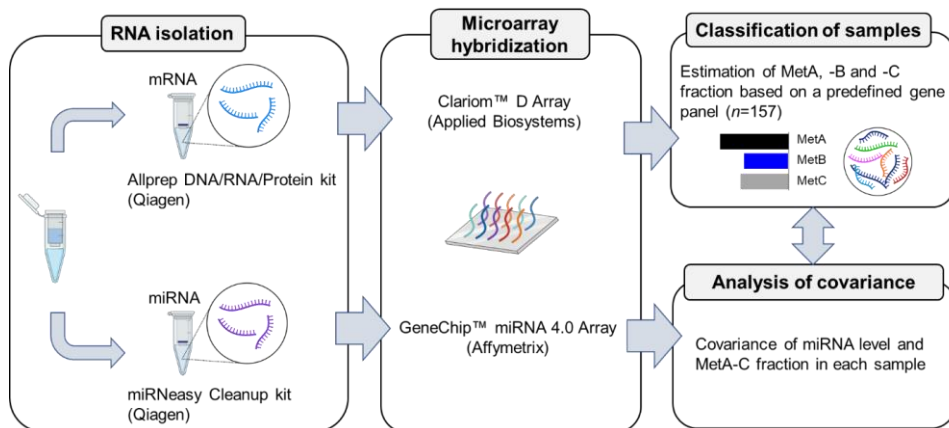 RNA isolation
mRNA
Allprep DNA/RNA/Protein kit
(Qiagen)
miRNA
miRNeasy Cleanup kit
(Qiagen)
Microarray
hybridization
Clariom™ D Array
(Applied Biosystems)
GeneChip™ miRNA 4.0 Array
(Affymetrix)
Classification of samples
Estimation of MetA, -B and -C
fraction based on a predefined gene
panel (n=157)
MetA
MetB
MetC
Analysis of covariance
Covariance of miRNA level and
MetA-C fraction in each sample